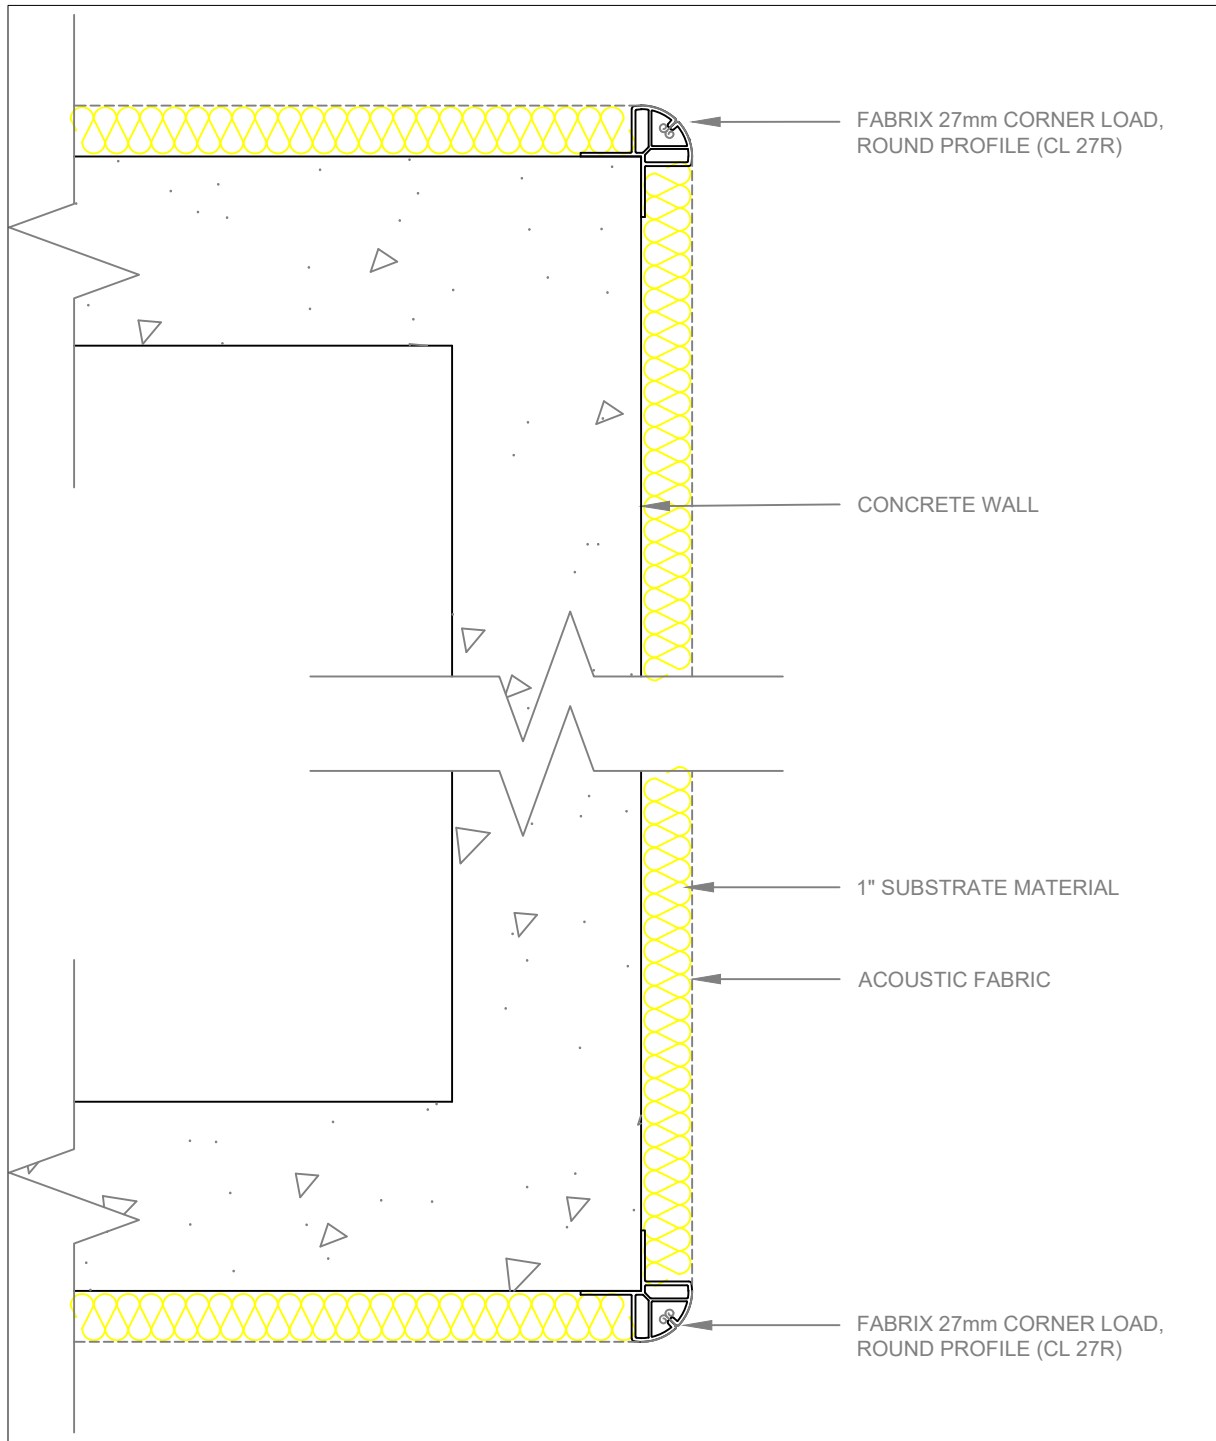 FABRIX 27mm CORNER LOAD,
ROUND PROFILE (CL 27R)
CONCRETE WALL
1" SUBSTRATE MATERIAL
ACOUSTIC FABRIC
FABRIX 27mm CORNER LOAD,
ROUND PROFILE (CL 27R)